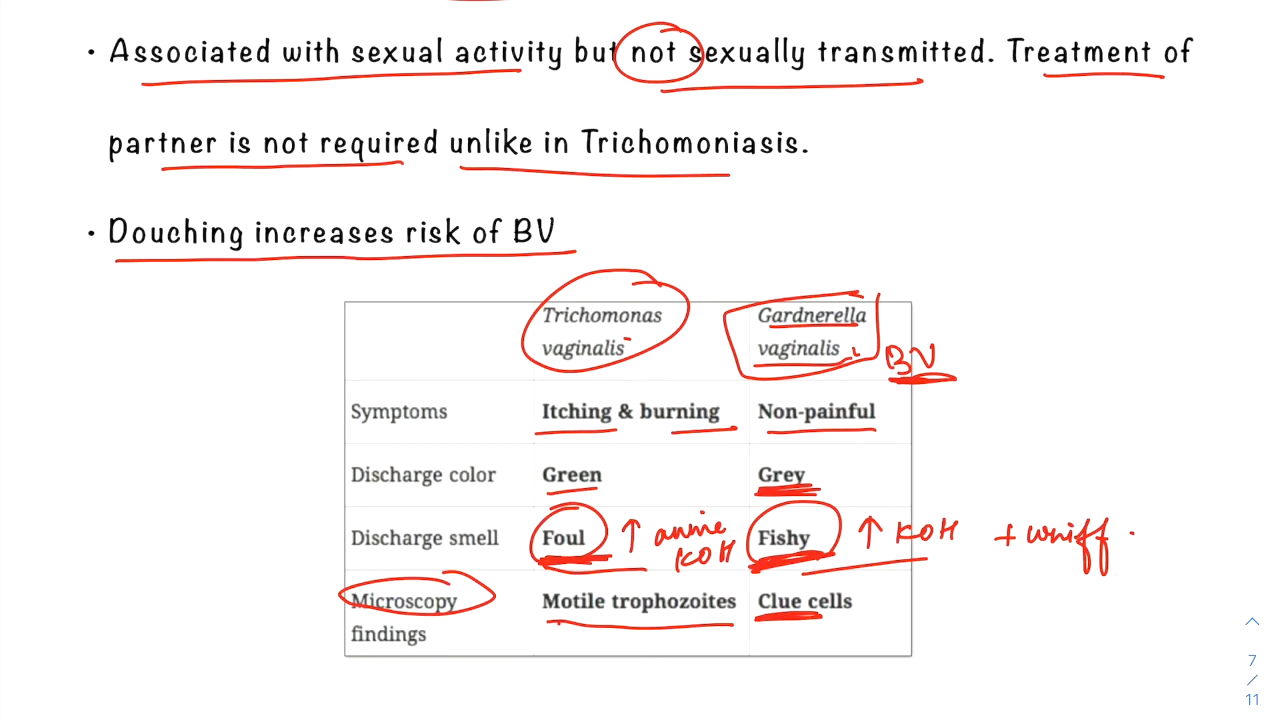 • Associated with sexual activity but not sexually transmitted. Treatment of
partner is not required unlike in Trichomoniasis.
• Douching increases risk of BV
Trichomonas vaginalis Gardnerella vaginalis BV
Symptoms Itching & burning Non-painful
Discharge color Green Grey
Discharge smell Foul ↑ amine KOH Fishy ↑ KOH + whiff
Microscopy findings Motile trophozoites Clue cells
7
/
11